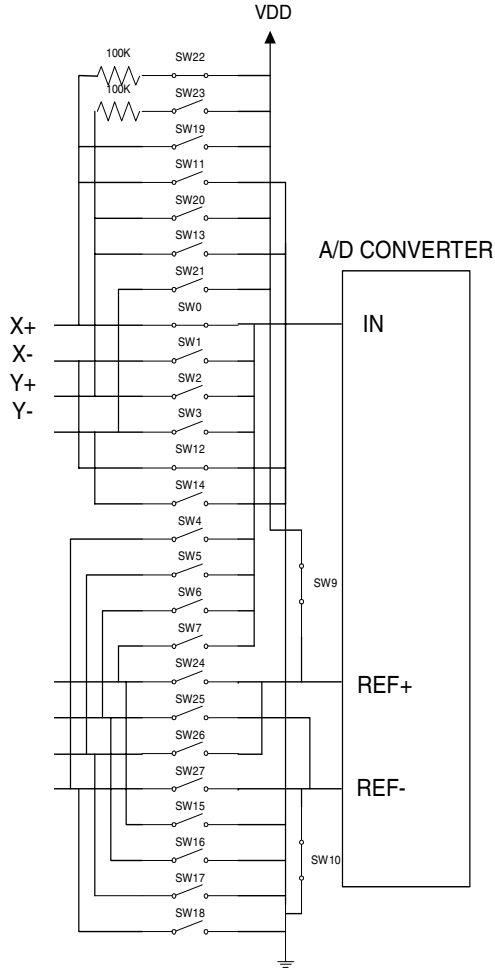 VDD
100K
SW22
100K
SW23
SW19
SW11
SW20
SW13
A/D CONVERTER
SW21
X+
SW0
IN
X-
SW1
Y+
SW2
Y-
SW3
SW12
SW14
SW4
SW5
SW9
SW6
SW7
SW24
REF+
SW25
SW26
SW27
REF-
SW15
SW16
SW10
SW17
SW18